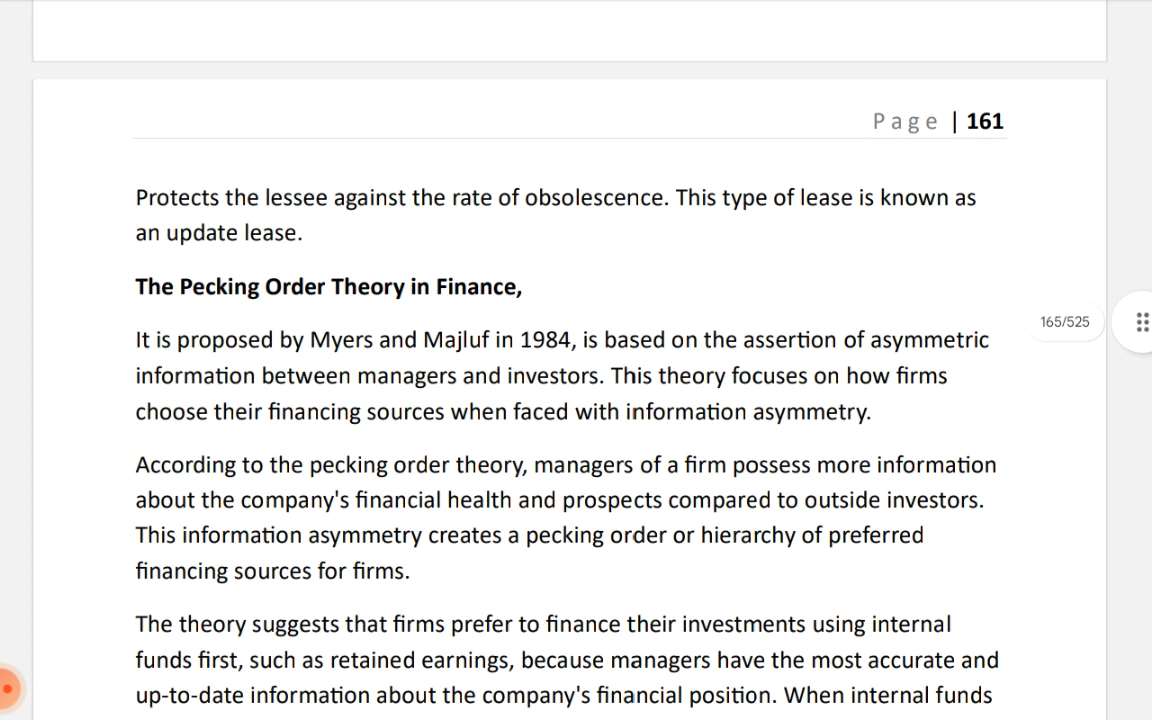 Page | 161
Protects the lessee against the rate of obsolescence. This type of lease is known as
an update lease.
The Pecking Order Theory in Finance,
It is proposed by Myers and Majluf in 1984, is based on the assertion of asymmetric
information between managers and investors. This theory focuses on how firms
choose their financing sources when faced with information asymmetry.
165/525
According to the pecking order theory, managers of a firm possess more information
about the company's financial health and prospects compared to outside investors.
This information asymmetry creates a pecking order or hierarchy of preferred
financing sources for firms.
The theory suggests that firms prefer to finance their investments using internal
funds first, such as retained earnings, because managers have the most accurate and
up-to-date information about the company's financial position. When internal funds